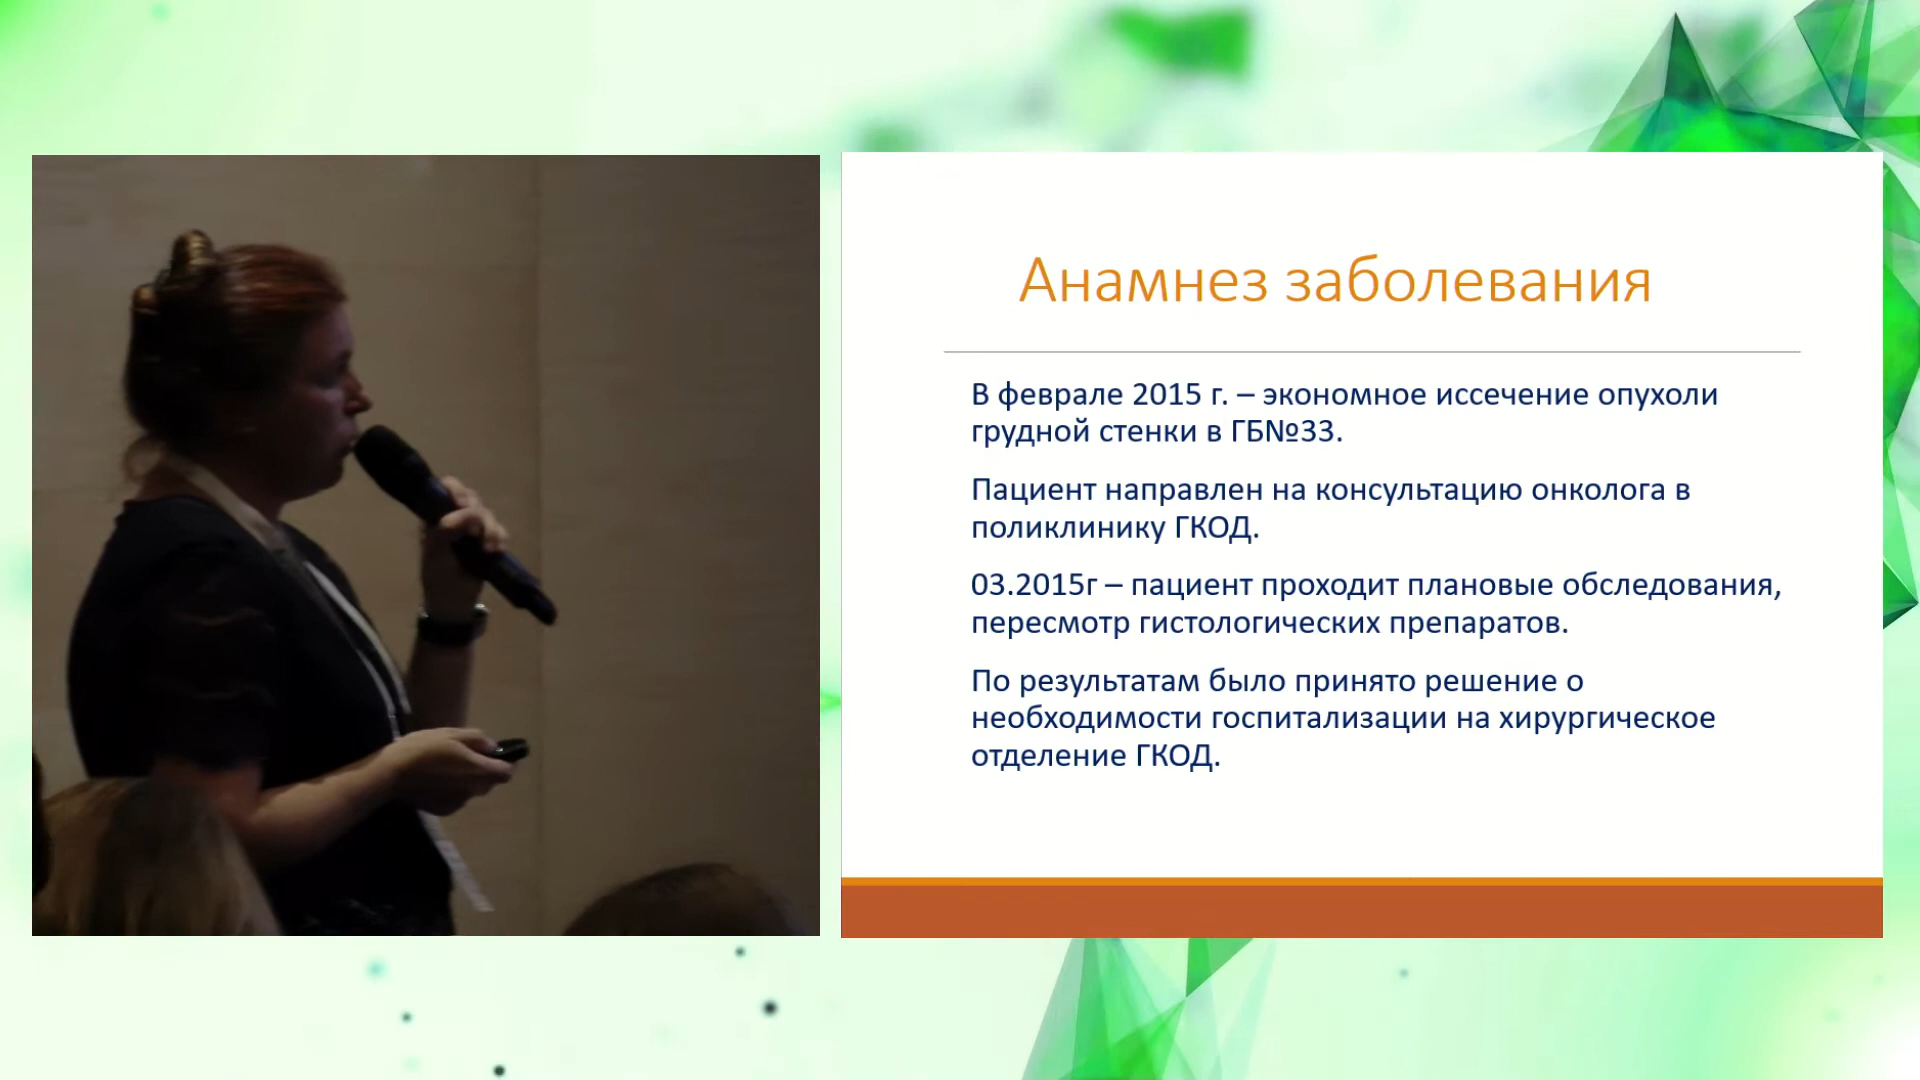 Анамнез заболевания
В феврале 2015 г. – экономное иссечение опухоли
грудной стенки в ГБ№33.
Пациент направлен на консультацию онколога в
поликлинику ГКОД.
03.2015г – пациент проходит плановые обследования,
пересмотр гистологических препаратов.
По результатам было принято решение о
необходимости госпитализации на хирургическое
отделение ГКОД.